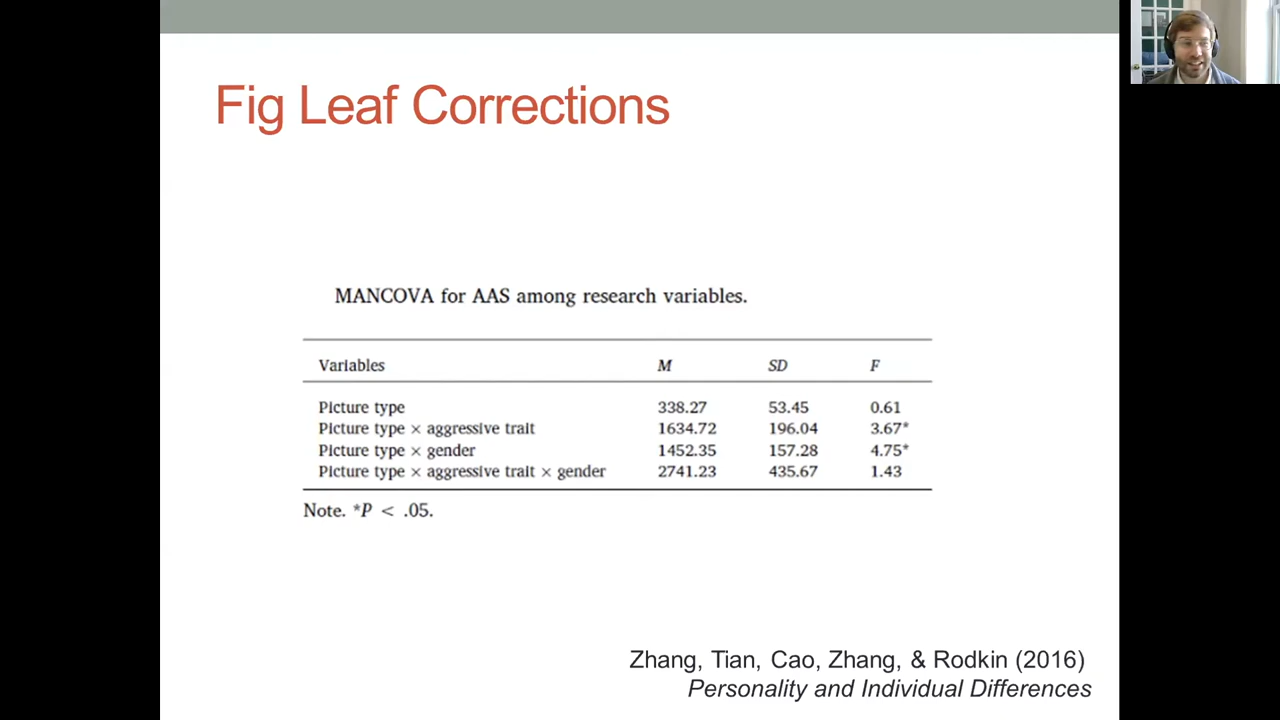 Fig Leaf Corrections
MANCOVA for AAS among research variables.
Variables M SD F
Picture type 338.27 53.45 0.61
Picture type × aggressive trait 1634.72 196.04 3.67*
Picture type × gender 1452.35 157.28 4.75*
Picture type × aggressive trait × gender 2741.23 435.67 1.43
Note. *P < .05.
Zhang, Tian, Cao, Zhang, & Rodkin (2016)
Personality and Individual Differences